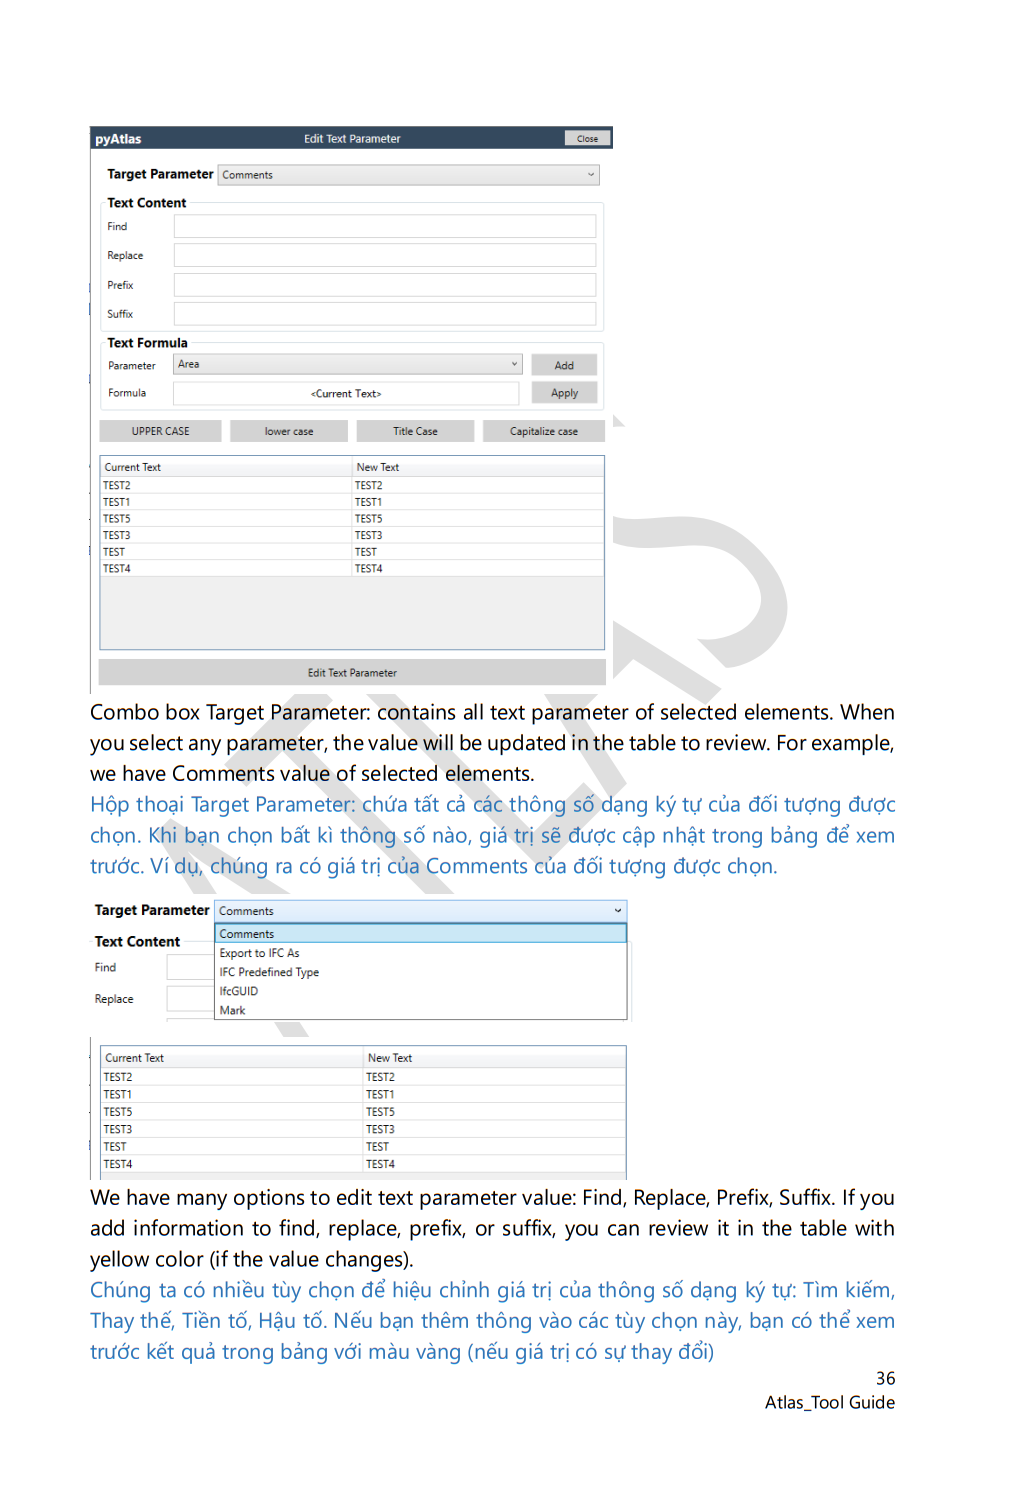 pyAtlas Edit Text Parameter Close
Target Parameter Comments
Text Content
Find
Replace
Prefix
Suffix
Text Formula
Parameter Area Add
Formula <Current Text> Apply
UPPER CASE lower case Title Case Capitalize case
Current Text New Text
TEST2 TEST2
TEST1 TEST1
TEST5 TEST5
TEST3 TEST3
TEST TEST
TEST4 TEST4
Edit Text Parameter
ATLAS
Combo box Target Parameter: contains all text parameter of selected elements. When
you select any parameter, the value will be updated in the table to review. For example,
we have Comments value of selected elements.
Hộp thoại Target Parameter: chứa tất cả các thông số dạng ký tự của đối tượng được
chọn. Khi bạn chọn bất kì thông số nào, giá trị sẽ được cập nhật trong bảng để xem
trước. Ví dụ, chúng ra có giá trị của Comments của đối tượng được chọn.
Target Parameter Comments
Comments
Text Content
Export to IFC As
Find
IFC Predefined Type
IfcGUID
Replace
Mark
Current Text New Text
TEST2 TEST2
TEST1 TEST1
TEST5 TEST5
TEST3 TEST3
TEST TEST
TEST4 TEST4
We have many options to edit text parameter value: Find, Replace, Prefix, Suffix. If you
add information to find, replace, prefix, or suffix, you can review it in the table with
yellow color (if the value changes).
Chúng ta có nhiều tùy chọn để hiệu chỉnh giá trị của thông số dạng ký tự: Tìm kiếm,
Thay thế, Tiền tố, Hậu tố. Nếu bạn thêm thông vào các tùy chọn này, bạn có thể xem
trước kết quả trong bảng với màu vàng (nếu giá trị có sự thay đổi)
36
Atlas_Tool Guide